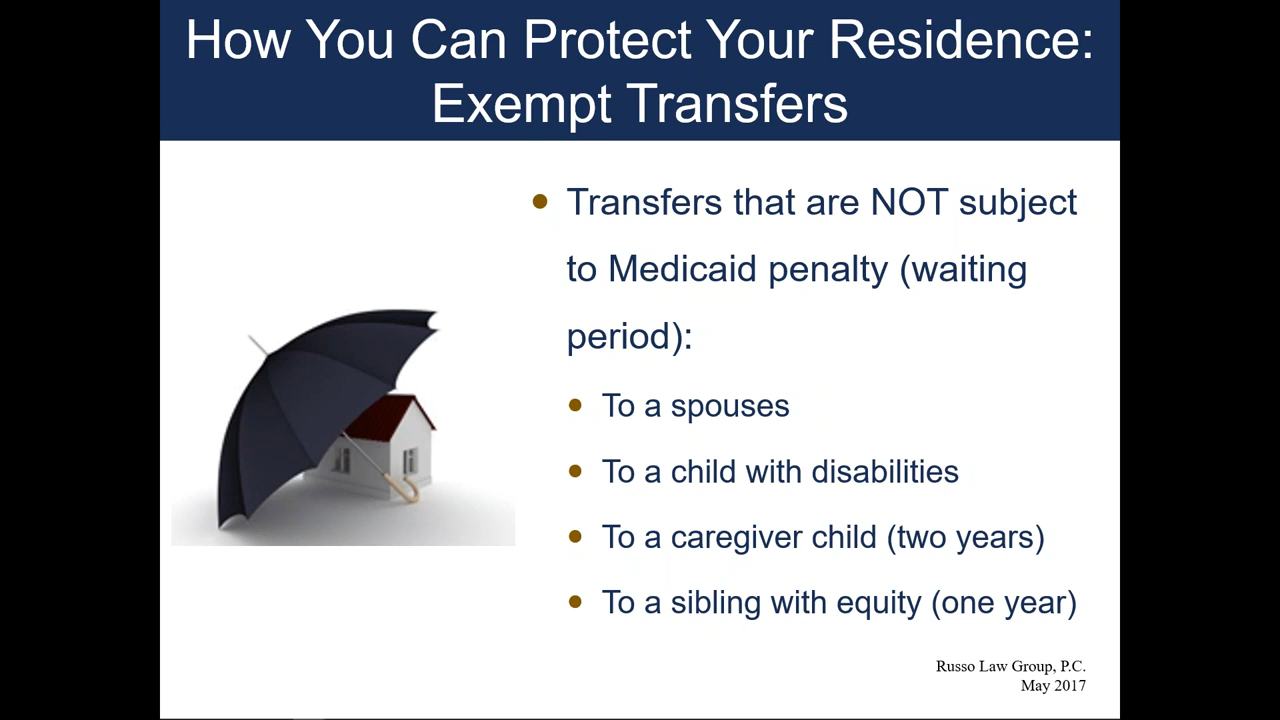 How You Can Protect Your Residence:
Exempt Transfers
Transfers that are NOT subject
to Medicaid penalty (waiting
period):
To a spouses
To a child with disabilities
To a caregiver child (two years)
To a sibling with equity (one year)
Russo Law Group, P.C.
May 2017